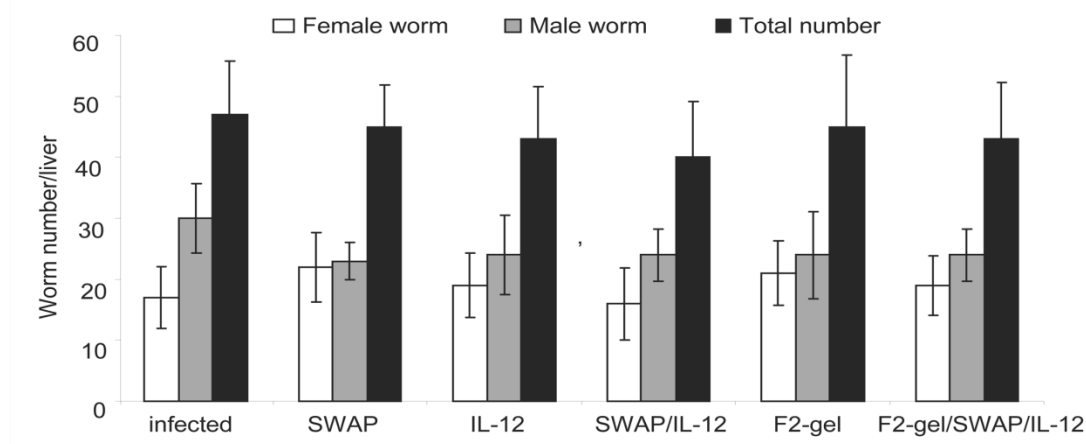 Female worm Male worm Total number
60
50
40
30
20
10
0
Worm number/liver
,
infected SWAP IL-12 SWAP/IL-12 F2-gel F2-gel/SWAP/IL-12